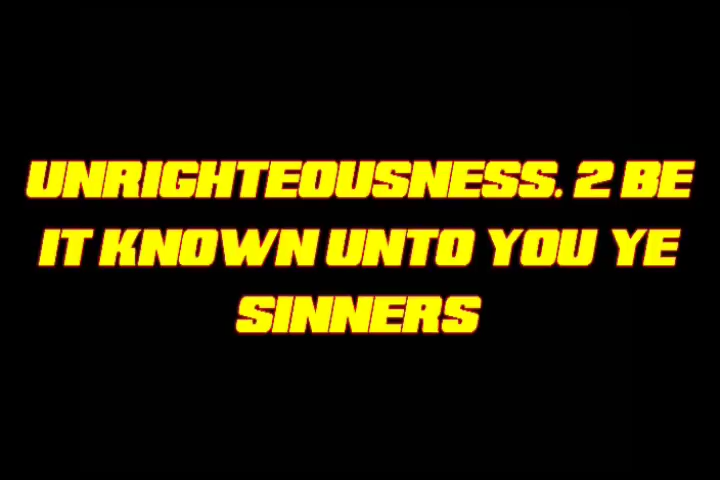 UNRIGHTEOUSNESS. 2 BE
IT KNOWN UNTO YOU YE
SINNERS